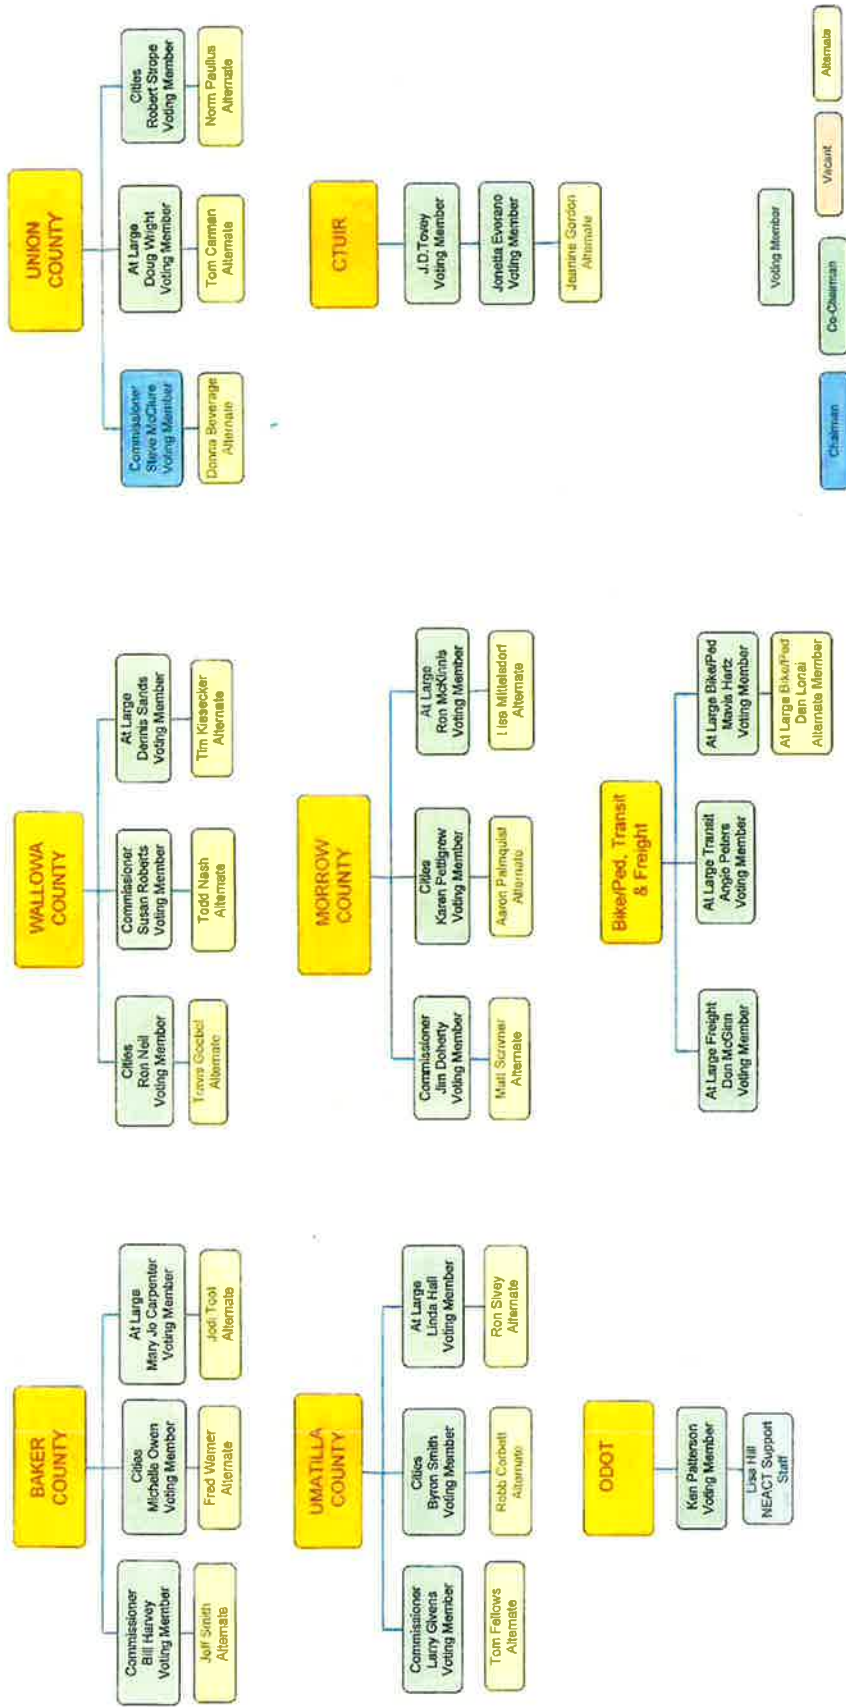 BAKER
COUNTY
Commissioner
Bill Harvey
Voting Member
Jeff Smith
Alternate
Cities
Michelle Owen
Voting Member
Fred Warner
Alternate
At Large
Mary Jo Carpenter
Voting Member
Jodi Tool
Alternate
WALLOWA
COUNTY
Cities
Ron Neil
Voting Member
Travis Goebel
Alternate
Commissioner
Susan Roberts
Voting Member
Todd Nash
Alternate
At Large
Dennis Sands
Voting Member
Tim Kiesecker
Alternate
UNION
COUNTY
Commissioner
Steve McClure
Voting Member
Donna Beverage
Alternate
At Large
Doug Wright
Voting Member
Tom Carman
Alternate
Cities
Robert Strope
Voting Member
Norm Paullus
Alternate
UMATILLA
COUNTY
Commissioner
Larry Givens
Voting Member
Tom Fellows
Alternate
Cities
Byron Smith
Voting Member
Robb Corbett
Alternate
At Large
Linda Hall
Voting Member
Ron Sivey
Alternate
MORROW
COUNTY
Commissioner
Jim Doherty
Voting Member
Matt Scrivner
Alternate
Cities
Karen Pettigrew
Voting Member
Aaron Palmquist
Alternate
At Large
Ron McKinnis
Voting Member
Lisa Mittelsdorf
Alternate
CTUIR
J.D.Tovey
Voting Member
Jonetta Everano
Voting Member
Jeanine Gordon
Alternate
ODOT
Ken Patterson
Voting Member
Lisa Hill
NEACT Support
Staff
Bike/Ped, Transit
& Freight
At Large Freight
Don McGinn
Voting Member
At Large Transit
Angie Peters
Voting Member
At Large Bike/Ped
Mavis Hartz
Voting Member
At Large Bike/Ped
Dan Lonai
Alternate Member
Voting Member
Chairman
Co-Chairman
Vacant
Alternate